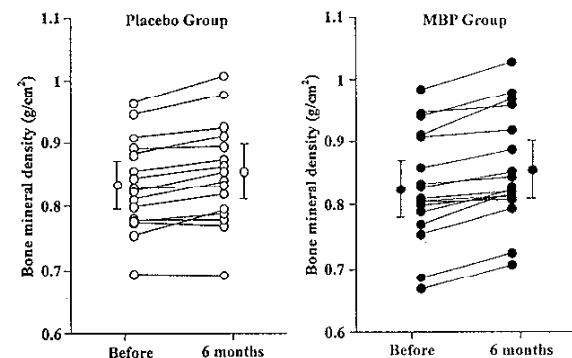 Placebo Group
Bone mineral density (g/cm²)
1.1
1
0.9
0.8
0.7
0.6
Before
6 months
MBP Group
Bone mineral density (g/cm²)
1.1
1
0.9
0.8
0.7
0.6
Before
6 months